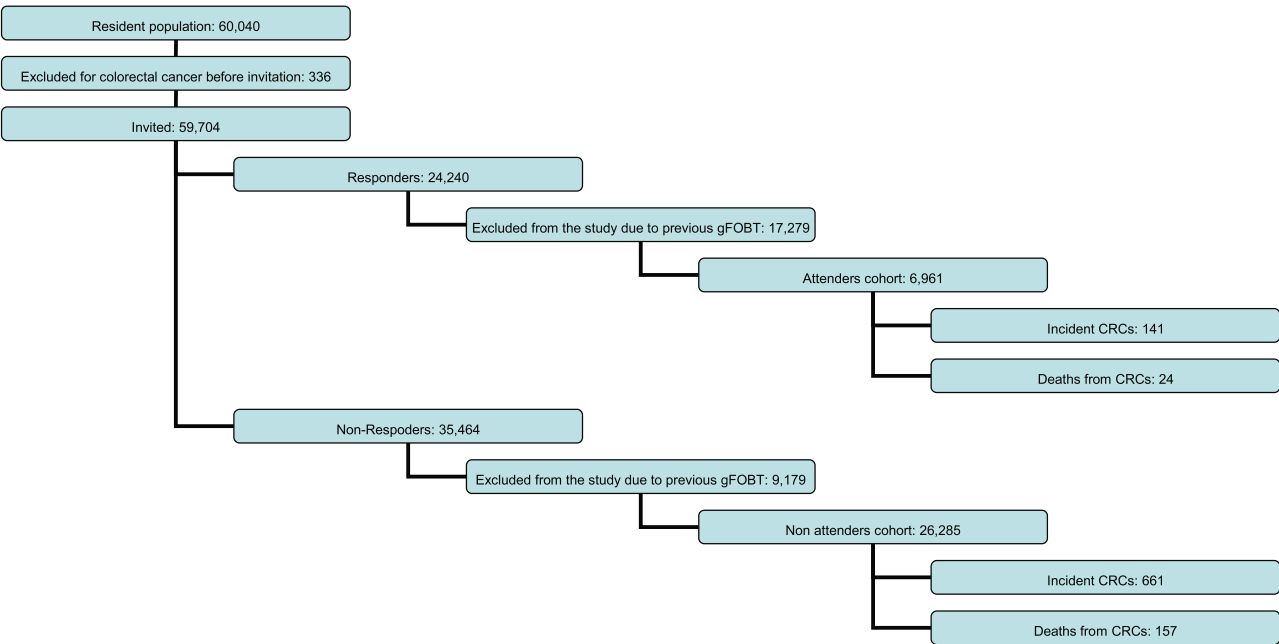 Resident population: 60,040
Excluded for colorectal cancer before invitation: 336
Invited: 59,704
Responders: 24,240
Excluded from the study due to previous gFOBT: 17,279
Attenders cohort: 6,961
Incident CRCs: 141
Deaths from CRCs: 24
Non-Respoders: 35,464
Excluded from the study due to previous gFOBT: 9,179
Non attenders cohort: 26,285
Incident CRCs: 661
Deaths from CRCs: 157